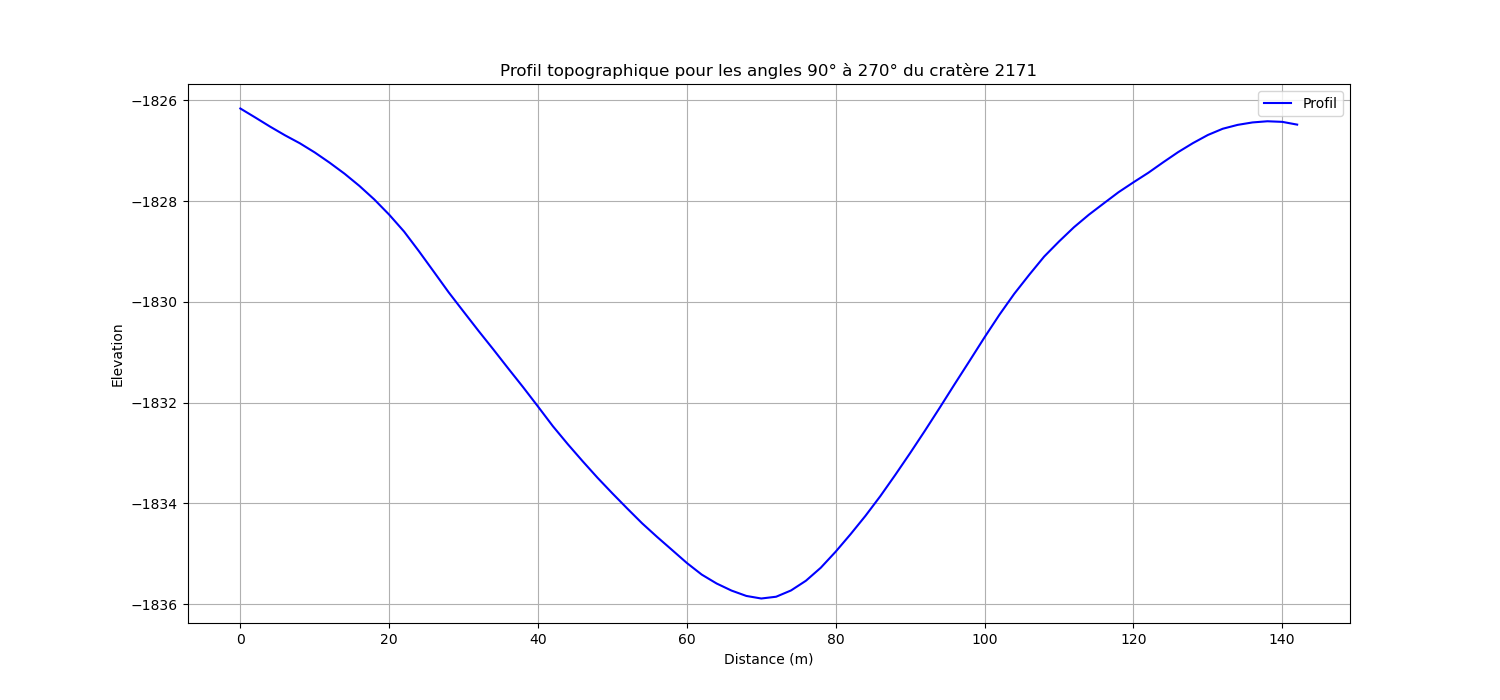 Profil topographique pour les angles 90° à 270° du cratère 2171
Profil
−1826
−1828
−1830
−1832
−1834
−1836
Elevation
0 20 40 60 80 100 120 140
Distance (m)